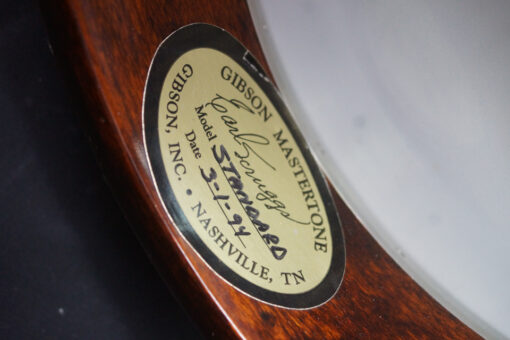 GIBSON MASTERTONE
Earl Scruggs
Model STANDARD
Date 3-1-94
GIBSON, INC. • NASHVILLE, TN